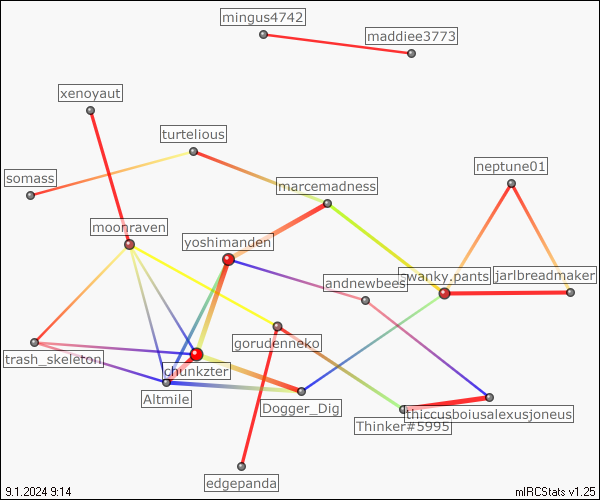 mingus4742
maddiee3773
xenoyaut
turtelious
neptune01
somass
marcemadness
moonraven
yoshimanden
andnewbees
wanky.pants
jarlbreadmaker
gorudenneko
trash_skeleton
chunkzter
Altmile
Dogger_Dig
thiccusboiusalexusjoneus
Thinker#5995
edgepanda
9.1.2024 9:14
mIRCStats v1.25